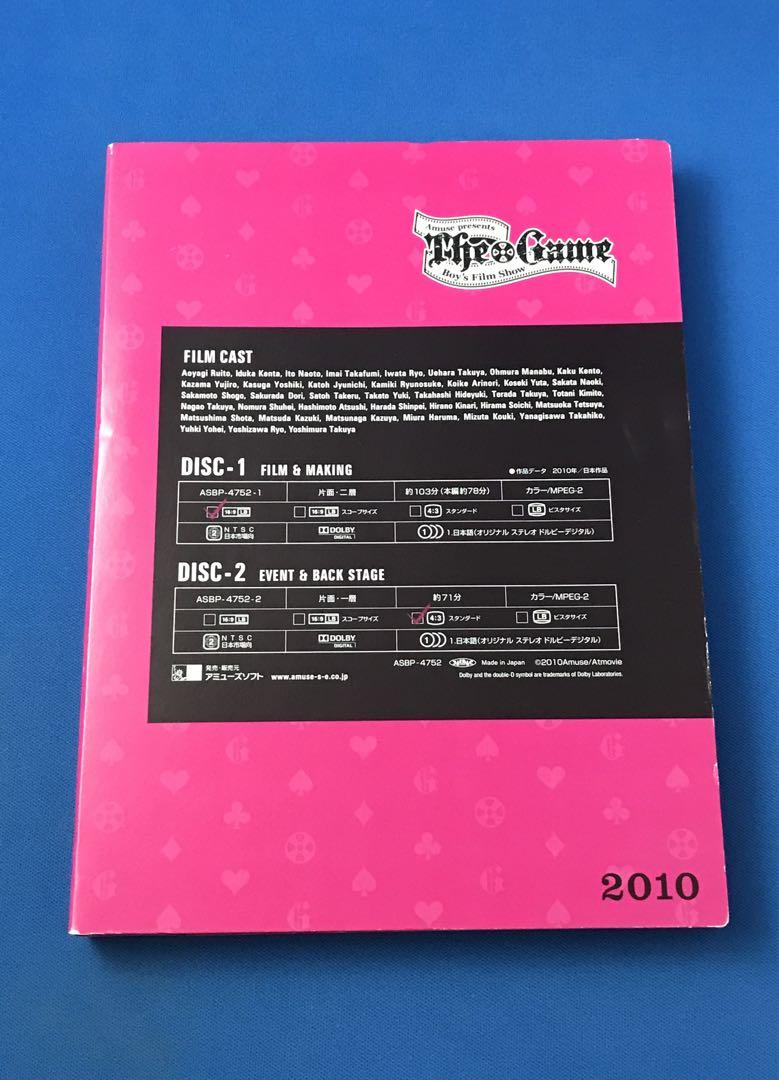 Amuse presents
The Game
Boy's Film Show
FILM CAST
Aoyagi Ruito, Iduka Kenta, Ito Naoto, Imai Takafumi, Iwata Ryo, Uehara Takuya, Ohmura Manabu, Kaku Kento,
Kazama Yujiro, Kasuga Yoshiki, Katoh Jyunichi, Kamiki Ryunosuke, Koike Arinori, Koseki Yuta, Sakata Naoki,
Sakamoto Shogo, Sakurada Dori, Satoh Takeru, Takato Yuki, Takahashi Hideyuki, Terada Takuya, Totani Kimito,
Nagao Takuya, Nomura Shuhei, Hashimoto Atsushi, Harada Shinpei, Hirano Kinari, Hirama Soichi, Matsuoka Tetsuya,
Matsushima Shota, Matsuda Kazuki, Matsunaga Kazuya, Miura Haruma, Mizuta Kouki, Yanagisawa Takahiko,
Yuhki Yohei, Yoshizawa Ryo, Yoshimura Takuya
DISC-1 FILM & MAKING ●作品データ 2010年/日本作品
ASBP-4752-1 片面・二層 約103分(本編約78分) カラー/MPEG-2
16:9 LB 16:9 LB スコープサイズ 4:3 スタンダード LB ビスタサイズ
2 NTSC 日本市場向 DOLBY DIGITAL 1 1.日本語(オリジナル ステレオ ドルビーデジタル)
DISC-2 EVENT & BACK STAGE
ASBP-4752-2 片面・一層 約71分 カラー/MPEG-2
16:9 LB 16:9 LB スコープサイズ 4:3 スタンダード LB ビスタサイズ
2 NTSC 日本市場向 DOLBY DIGITAL 1 1.日本語(オリジナル ステレオ ドルビーデジタル)
ASBP-4752 Made in Japan ©2010Amuse/Atmovie
発売・販売元 アミューズソフト www.amuse-s-e.co.jp Dolby and the double-D symbol are trademarks of Dolby Laboratories.
2010